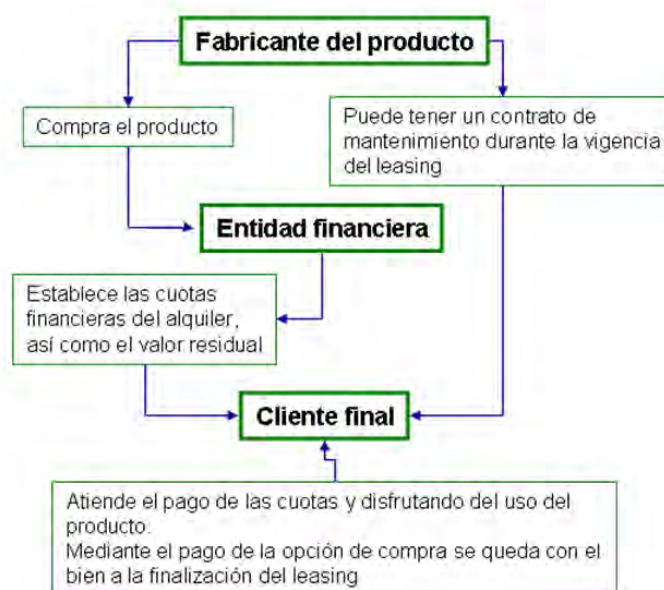 Fabricante del producto
Compra el producto
Puede tener un contrato de
mantenimiento durante la vigencia
del leasing
Entidad financiera
Establece las cuotas
financieras del alquiler,
así como el valor residual
Cliente final
Atiende el pago de las cuotas y disfrutando del uso del
producto.
Mediante el pago de la opción de compra se queda con el
bien a la finalización del leasing